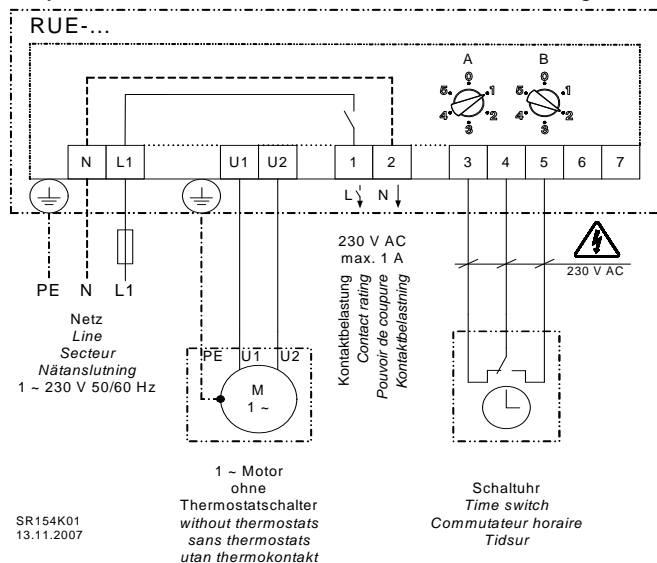 RUE-...
A B
0 0
5 1 5 1
4 2 4 2
3 3
N L1 U1 U2 1 2 3 4 5 6 7
L N
PE N L1
Netz
Line
Secteur
Nätanslutning
1 ~ 230 V 50/60 Hz
230 V AC
max. 1 A
Kontaktbelastung
Contact rating
Pouvoir de coupure
Kontaktbelastning
230 V AC
PE U1 U2
M
1 ~
1 ~ Motor
ohne
Thermostatschalter
without thermostats
sans thermostats
utan thermokontakt
Schaltuhr
Time switch
Commutateur horaire
Tidsur
SR154K01
13.11.2007